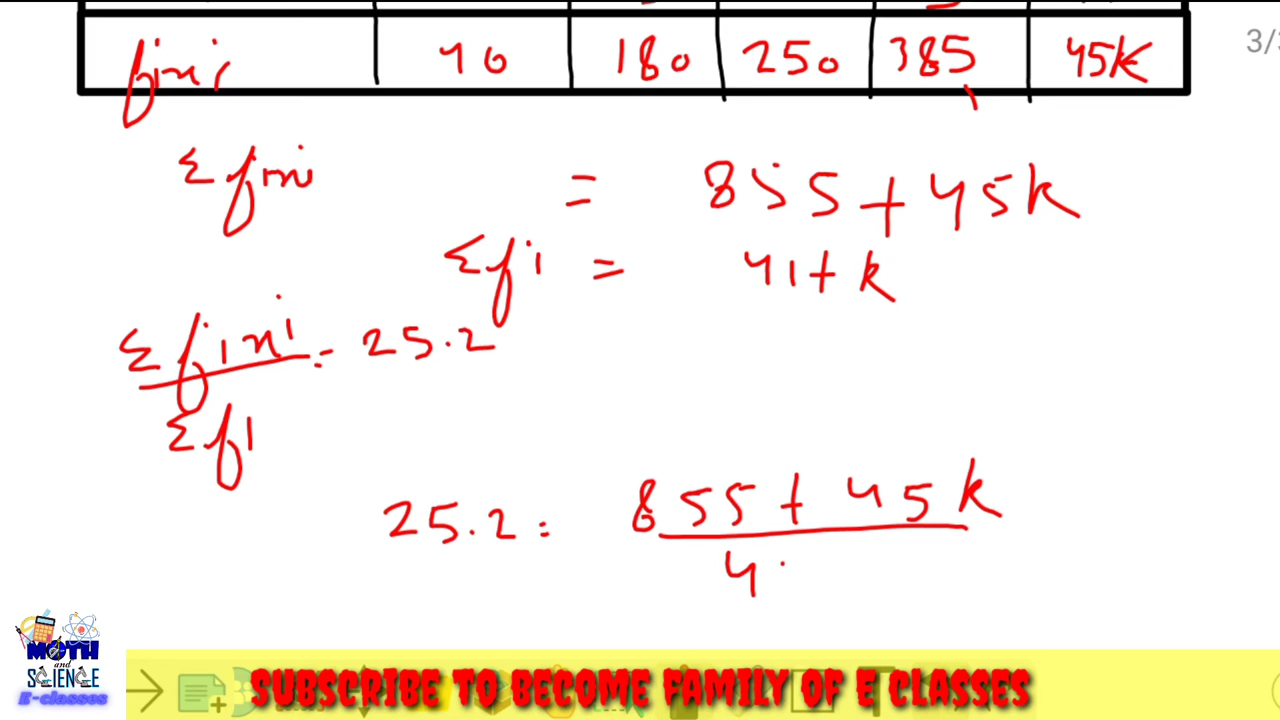 fixi 40 180 250 385 45k
3/3
Σfixi = 855 + 45k
Σfi = 41 + k
Σfixi = 25.2
Σfi
25.2 = 855 + 45k
4
MATH
and
SCIENCE
E-classes
SUBSCRIBE TO BECOME FAMILY OF E CLASSES